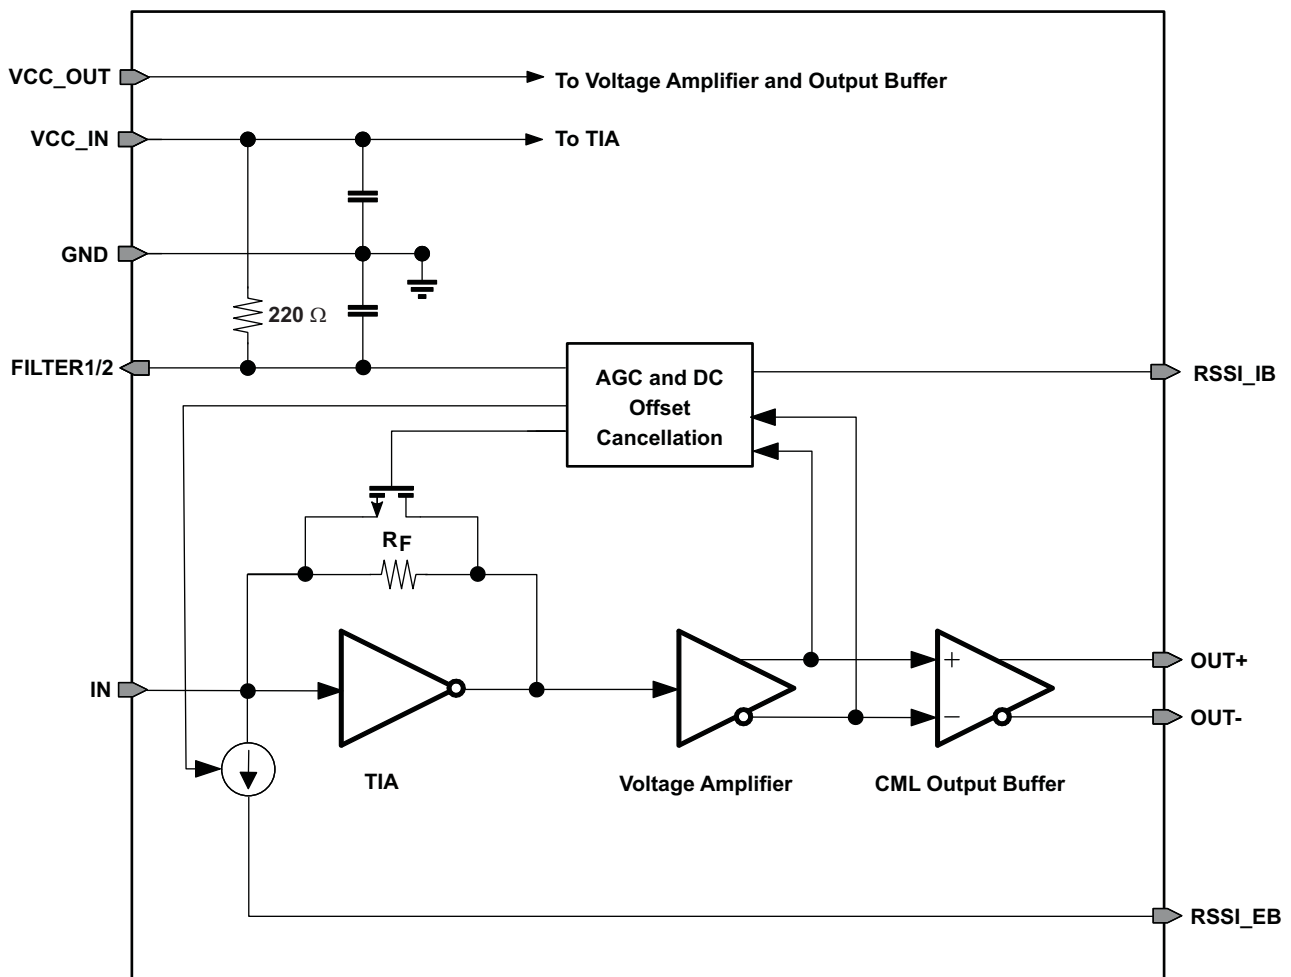 VCC_OUT
To Voltage Amplifier and Output Buffer
VCC_IN
To TIA
GND
220 Ω
FILTER1/2
AGC and DC
Offset
Cancellation
RSSI_IB
RF
IN
+
−
OUT+
OUT-
TIA
Voltage Amplifier
CML Output Buffer
RSSI_EB